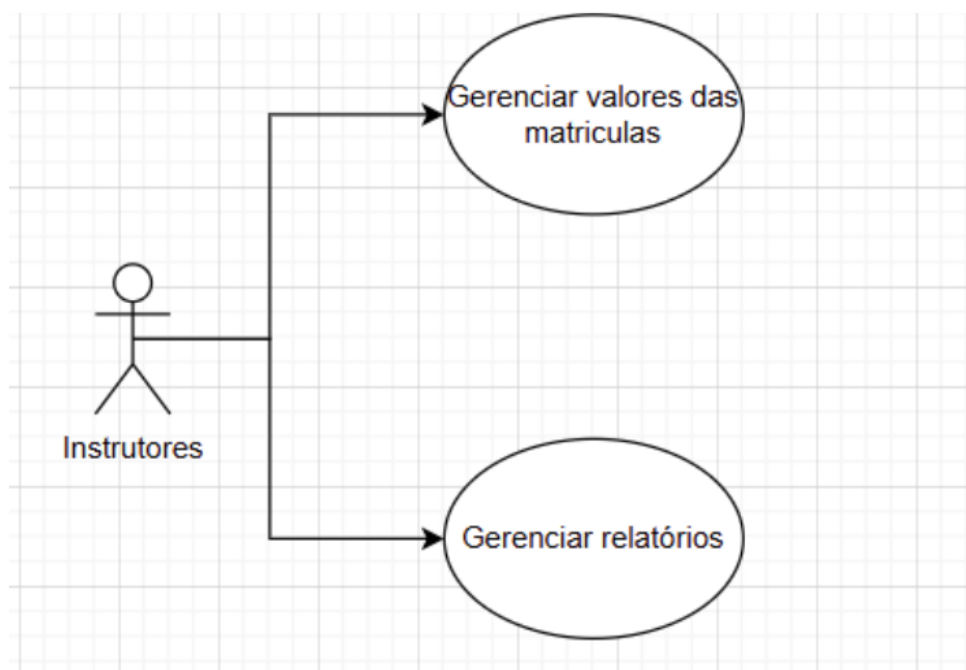 Gerenciar valores das
matriculas
Instrutores
Gerenciar relatórios